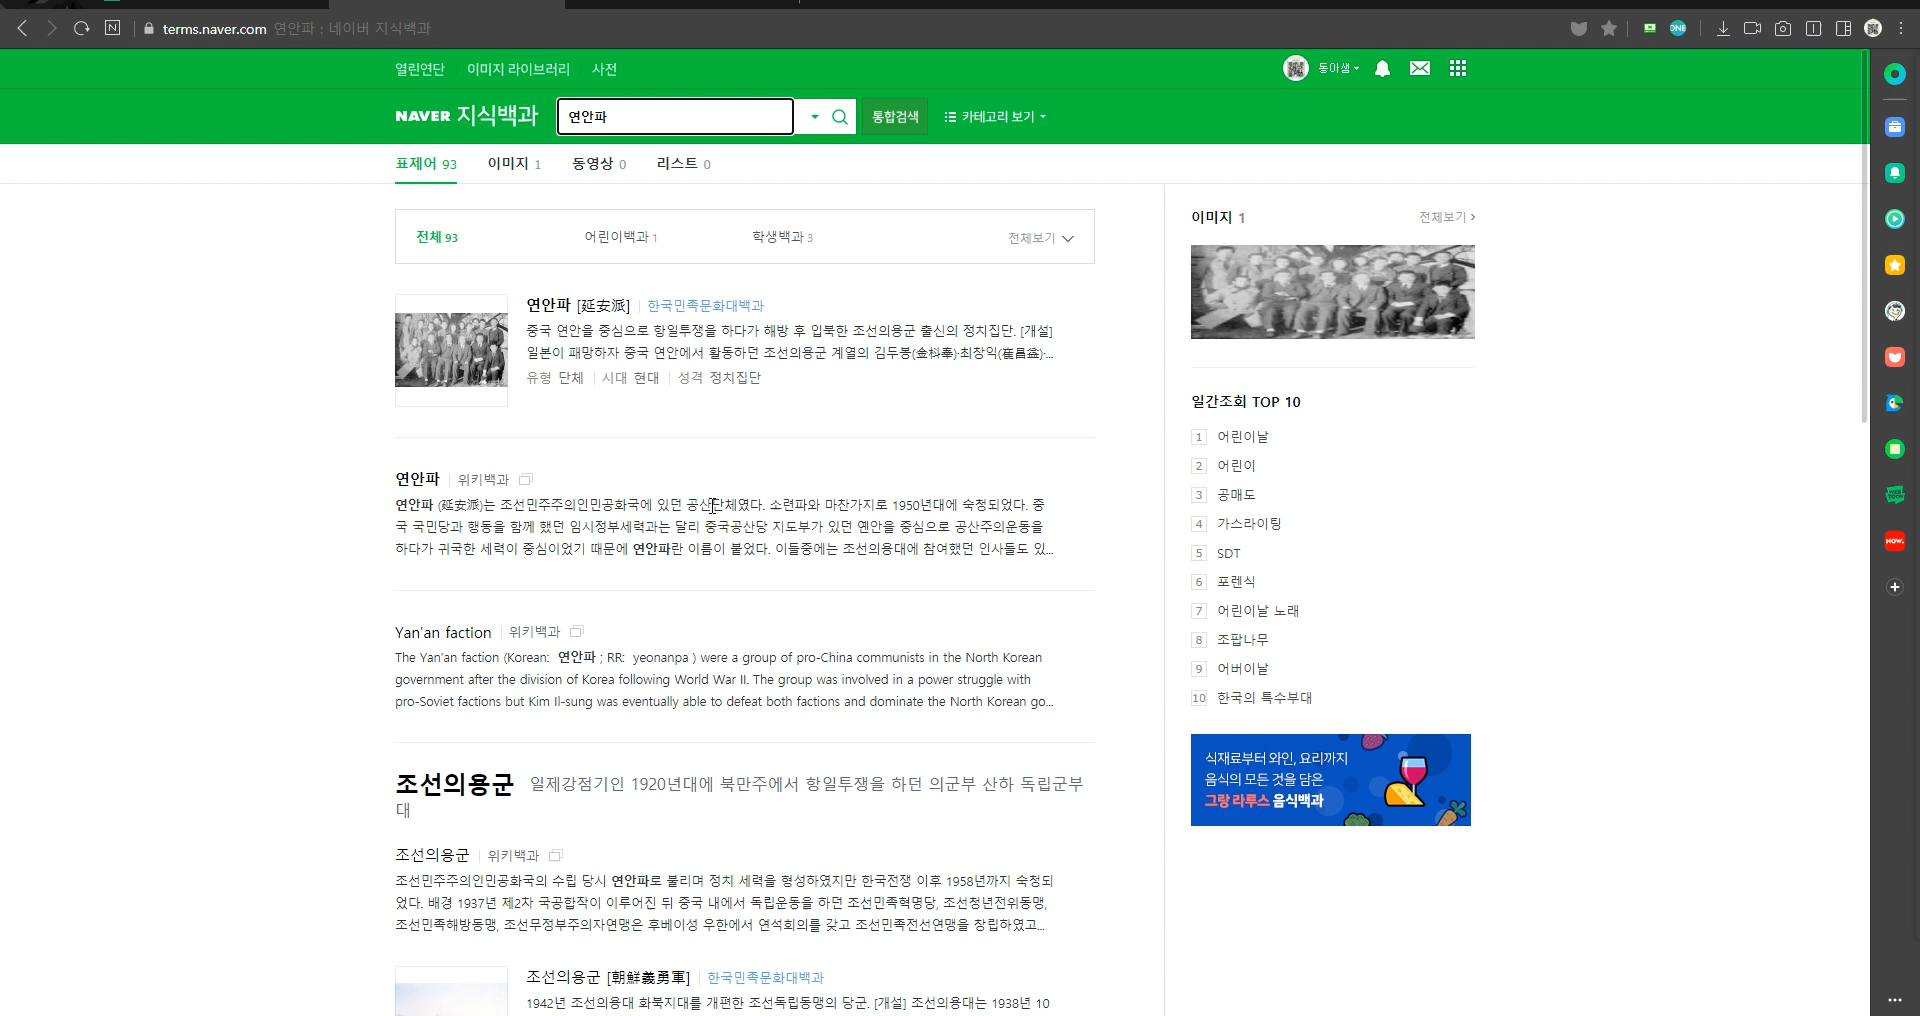 terms.naver.com 연안파 : 네이버 지식백과
ONE
열린연단 이미지 라이브러리 사전
동아샘
NAVER 지식백과 연안파 통합검색 카테고리 보기
표제어 93 이미지 1 동영상 0 리스트 0
전체 93 어린이백과 1 학생백과 3 전체보기
연안파 [延安派] 한국민족문화대백과
중국 연안을 중심으로 항일투쟁을 하다가 해방 후 입북한 조선의용군 출신의 정치집단. [개설]
일본이 패망하자 중국 연안에서 활동하던 조선의용군 계열의 김두봉(金枓奉)·최창익(崔昌益)·...
유형 단체 시대 현대 성격 정치집단
연안파 위키백과
연안파 (延安派)는 조선민주주의인민공화국에 있던 공산단체였다. 소련파와 마찬가지로 1950년대에 숙청되었다. 중
국 국민당과 행동을 함께 했던 임시정부세력과는 달리 중국공산당 지도부가 있던 옌안을 중심으로 공산주의운동을
하다가 귀국한 세력이 중심이었기 때문에 연안파란 이름이 붙었다. 이들중에는 조선의용대에 참여했던 인사들도 있...
Yan'an faction 위키백과
The Yan'an faction (Korean: 연안파 ; RR: yeonanpa ) were a group of pro-China communists in the North Korean
government after the division of Korea following World War II. The group was involved in a power struggle with
pro-Soviet factions but Kim Il-sung was eventually able to defeat both factions and dominate the North Korean go...
조선의용군 일제강점기인 1920년대에 북만주에서 항일투쟁을 하던 의군부 산하 독립군부
대
조선의용군 위키백과
조선민주주의인민공화국의 수립 당시 연안파로 불리며 정치 세력을 형성하였지만 한국전쟁 이후 1958년까지 숙청되
었다. 배경 1937년 제2차 국공합작이 이루어진 뒤 중국 내에서 독립운동을 하던 조선민족혁명당, 조선청년전위동맹,
조선민족해방동맹, 조선무정부주의자연맹은 후베이성 우한에서 연석회의를 갖고 조선민족전선연맹을 창립하였고...
조선의용군 [朝鮮義勇軍] 한국민족문화대백과
1942년 조선의용대 화북지대를 개편한 조선독립동맹의 당군. [개설] 조선의용대는 1938년 10
이미지 1 전체보기
일간조회 TOP 10
1 어린이날
2 어린이
3 공매도
4 가스라이팅
5 SDT
6 포렌식
7 어린이날 노래
8 조팝나무
9 어버이날
10 한국의 특수부대
식재료부터 와인, 요리까지
음식의 모든 것을 담은
그랑 라루스 음식백과
WEB
TOON
NOW.